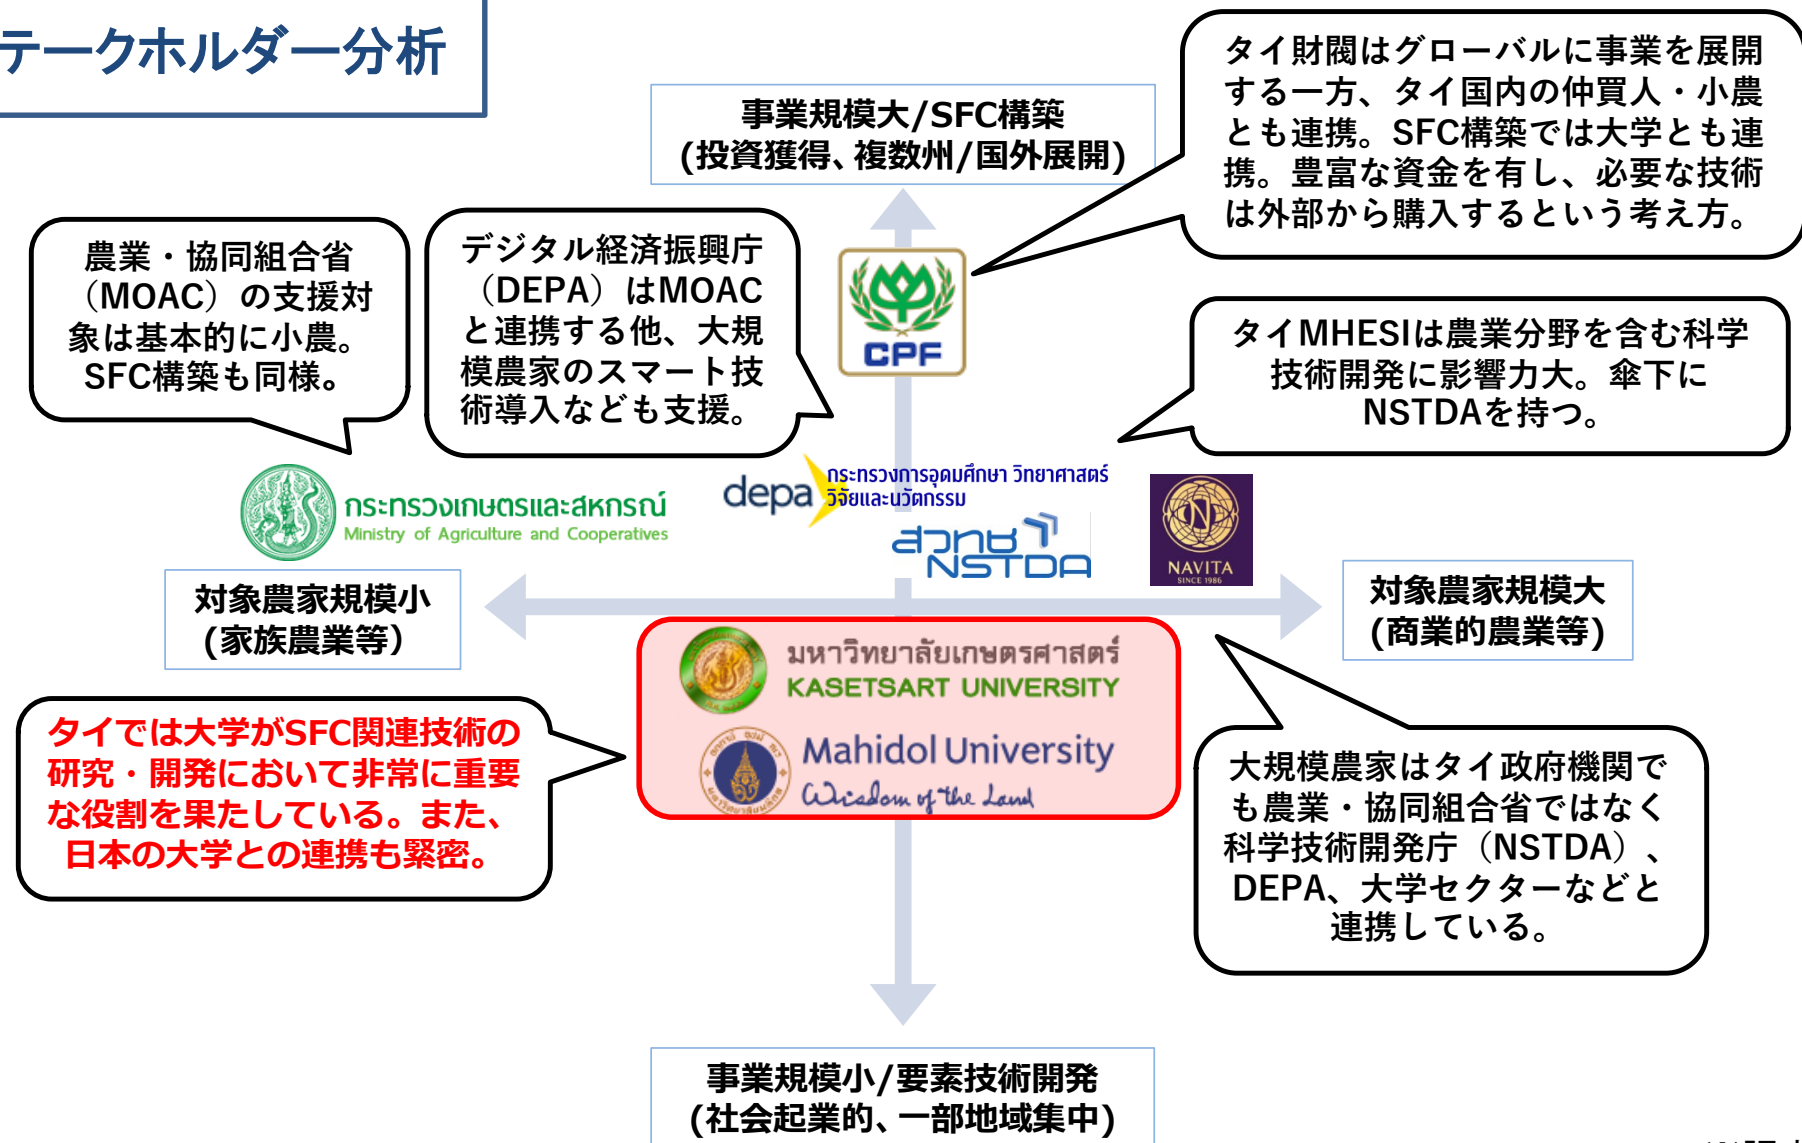 テークホルダー分析
事業規模大/SFC構築
(投資獲得、複数州/国外展開)
タイ財閥はグローバルに事業を展開
する一方、タイ国内の仲買人・小農
とも連携。SFC構築では大学とも連
携。豊富な資金を有し、必要な技術
は外部から購入するという考え方。
農業・協同組合省
（MOAC）の支援対
象は基本的に小農。
SFC構築も同様。
デジタル経済振興庁
（DEPA）はMOAC
と連携する他、大規
模農家のスマート技
術導入なども支援。
CPF
タイMHESIは農業分野を含む科学
技術開発に影響力大。傘下に
NSTDAを持つ。
กระทรวงเกษตรและสหกรณ์
Ministry of Agriculture and Cooperatives
depa
กระทรวงการอุดมศึกษา วิทยาศาสตร์
วิจัยและนวัตกรรม
สวทช
NSTDA
N
NAVITA
SINCE 1986
対象農家規模小
(家族農業等）
対象農家規模大
(商業的農業等)
มหาวิทยาลัยเกษตรศาสตร์
KASETSART UNIVERSITY
Mahidol University
Wisdom of the Land
タイでは大学がSFC関連技術の
研究・開発において非常に重要
な役割を果たしている。また、
日本の大学との連携も緊密。
大規模農家はタイ政府機関で
も農業・協同組合省ではなく
科学技術開発庁（NSTDA）、
DEPA、大学セクターなどと
連携している。
事業規模小/要素技術開発
(社会起業的、一部地域集中)